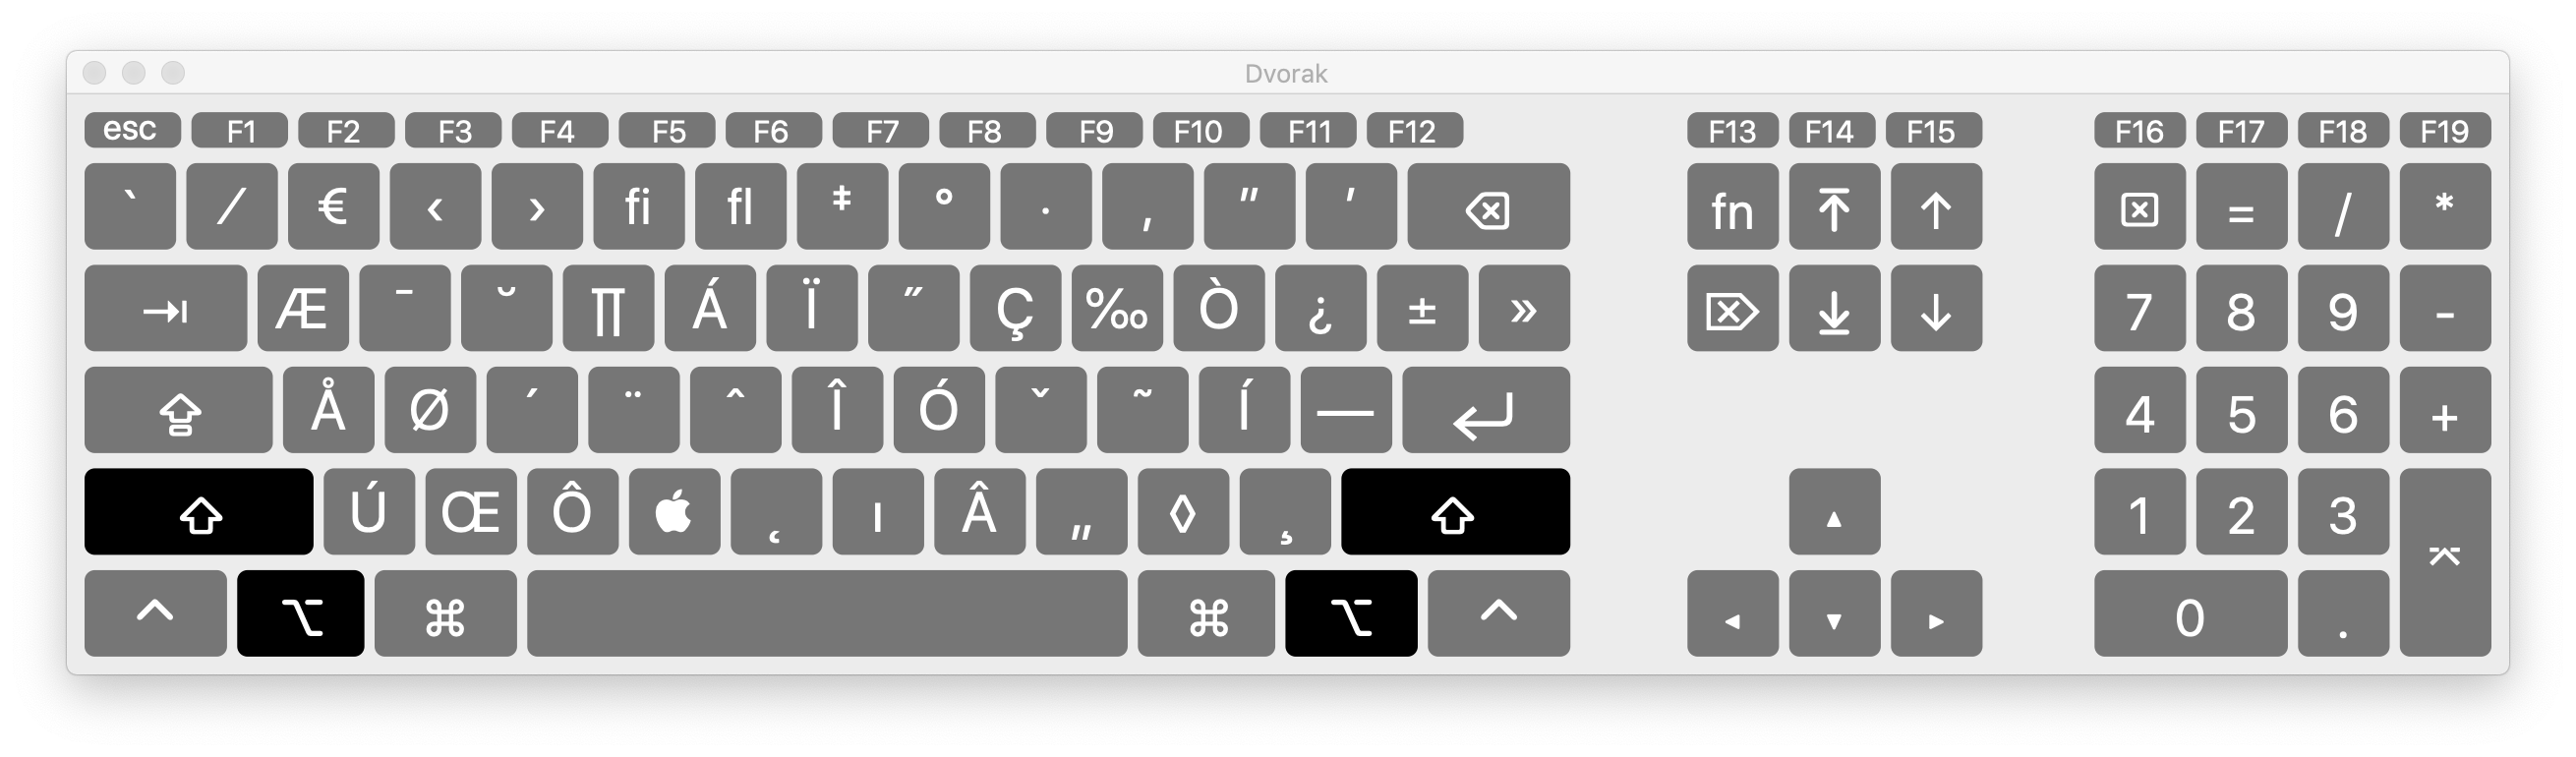 Dvorak
esc F1 F2 F3 F4 F5 F6 F7 F8 F9 F10 F11 F12 F13 F14 F15 F16 F17 F18 F19
` ⁄ € ‹ › ﬁ ﬂ ‡ ° · ‚ " ' ⌫ fn ⤒ ↑ ⌧ = / *
⇥ Æ ¯ ˘ ∏ Á Ï ˝ Ç ‰ Ò ¿ ± » ⌦ ⤓ ↓ 7 8 9 -
⇪ Å Ø ´ ¨ ˆ Î Ó ˇ ˜ Í — ↩ 4 5 6 +
⇧ Ú Œ Ô  ˛ ı Â „ ◊ ¸ ⇧ ▴ 1 2 3 ⌅
⌃ ⌥ ⌘ ⌘ ⌥ ⌃ ◂ ▾ ▸ 0 .